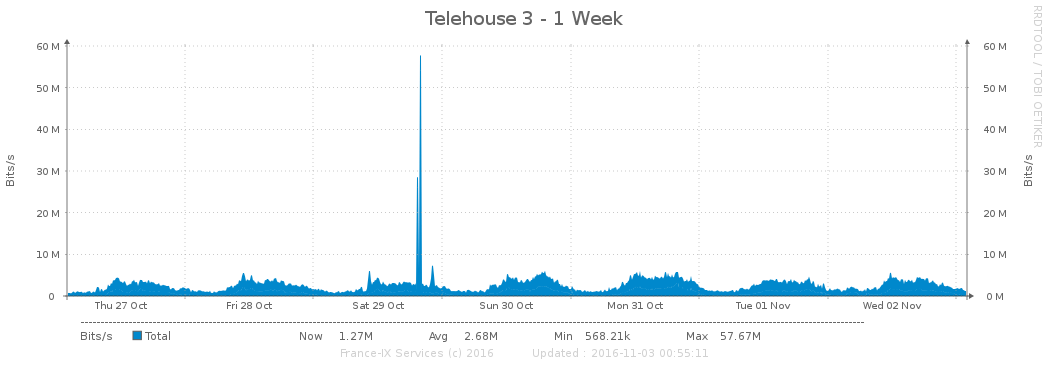 Telehouse 3 - 1 Week
RRDTOOL / TOBI OETIKER
Bits/s
60 M
50 M
40 M
30 M
20 M
10 M
0
60 M
50 M
40 M
30 M
20 M
10 M
0 M
Bits/s
Thu 27 Oct Fri 28 Oct Sat 29 Oct Sun 30 Oct Mon 31 Oct Tue 01 Nov Wed 02 Nov
Bits/s Total Now 1.27M Avg 2.68M Min 568.21k Max 57.67M
France-IX Services (c) 2016 Updated : 2016-11-03 00:55:11